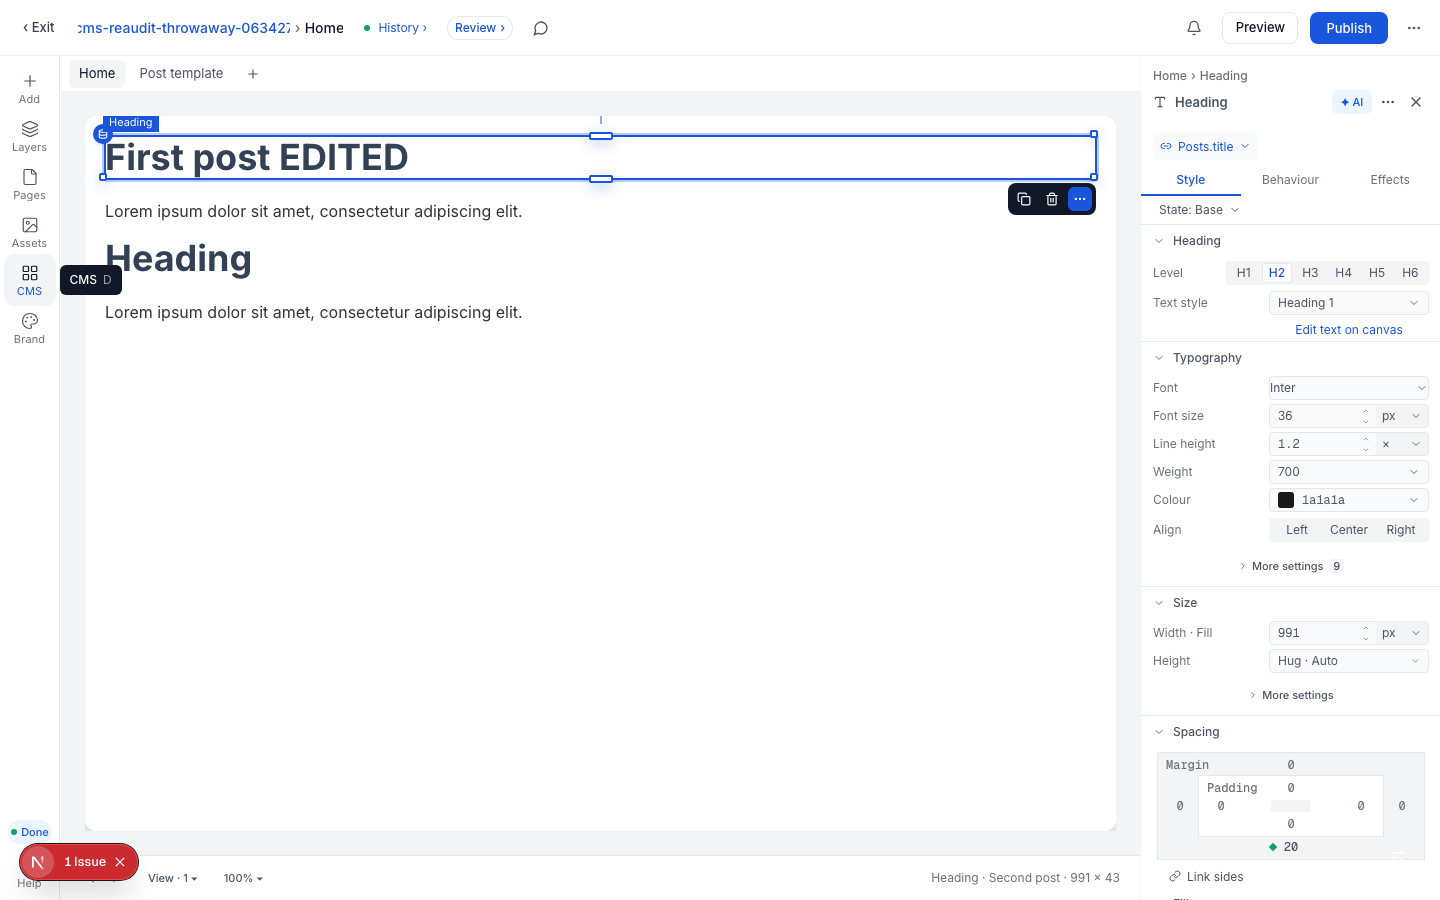 ‹ Exit
cms-reaudit-throwaway-063427 › Home
History ›
Review ›
Preview
Publish
Add
Layers
Pages
Assets
CMS
Brand
CMS D
Done
1 Issue
Help
Home
Post template
Heading
First post EDITED
Lorem ipsum dolor sit amet, consectetur adipiscing elit.
Heading
Lorem ipsum dolor sit amet, consectetur adipiscing elit.
View · 1
100%
Heading · Second post · 991 × 43
Home › Heading
Heading
AI
Posts.title
Style
Behaviour
Effects
State: Base
Heading
Level H1 H2 H3 H4 H5 H6
Text style Heading 1
Edit text on canvas
Typography
Font Inter
Font size 36 px
Line height 1.2 ×
Weight 700
Colour 1a1a1a
Align Left Center Right
More settings 9
Size
Width · Fill 991 px
Height Hug · Auto
More settings
Spacing
Margin 0
Padding 0
0 0 0 0
0
20
Link sides